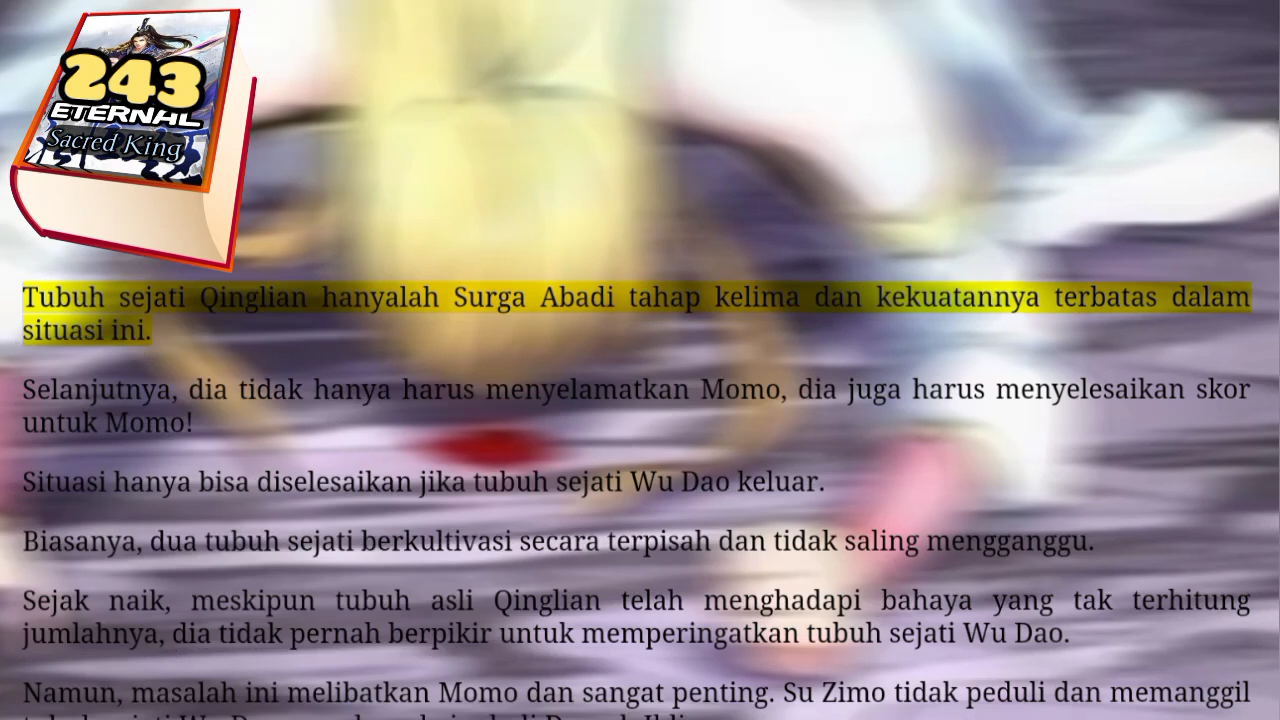 243
ETERNAL
Sacred King
Tubuh sejati Qinglian hanyalah Surga Abadi tahap kelima dan kekuatannya terbatas dalam
situasi ini.
Selanjutnya, dia tidak hanya harus menyelamatkan Momo, dia juga harus menyelesaikan skor
untuk Momo!
Situasi hanya bisa diselesaikan jika tubuh sejati Wu Dao keluar.
Biasanya, dua tubuh sejati berkultivasi secara terpisah dan tidak saling mengganggu.
Sejak naik, meskipun tubuh asli Qinglian telah menghadapi bahaya yang tak terhitung
jumlahnya, dia tidak pernah berpikir untuk memperingatkan tubuh sejati Wu Dao.
Namun, masalah ini melibatkan Momo dan sangat penting. Su Zimo tidak peduli dan memanggil